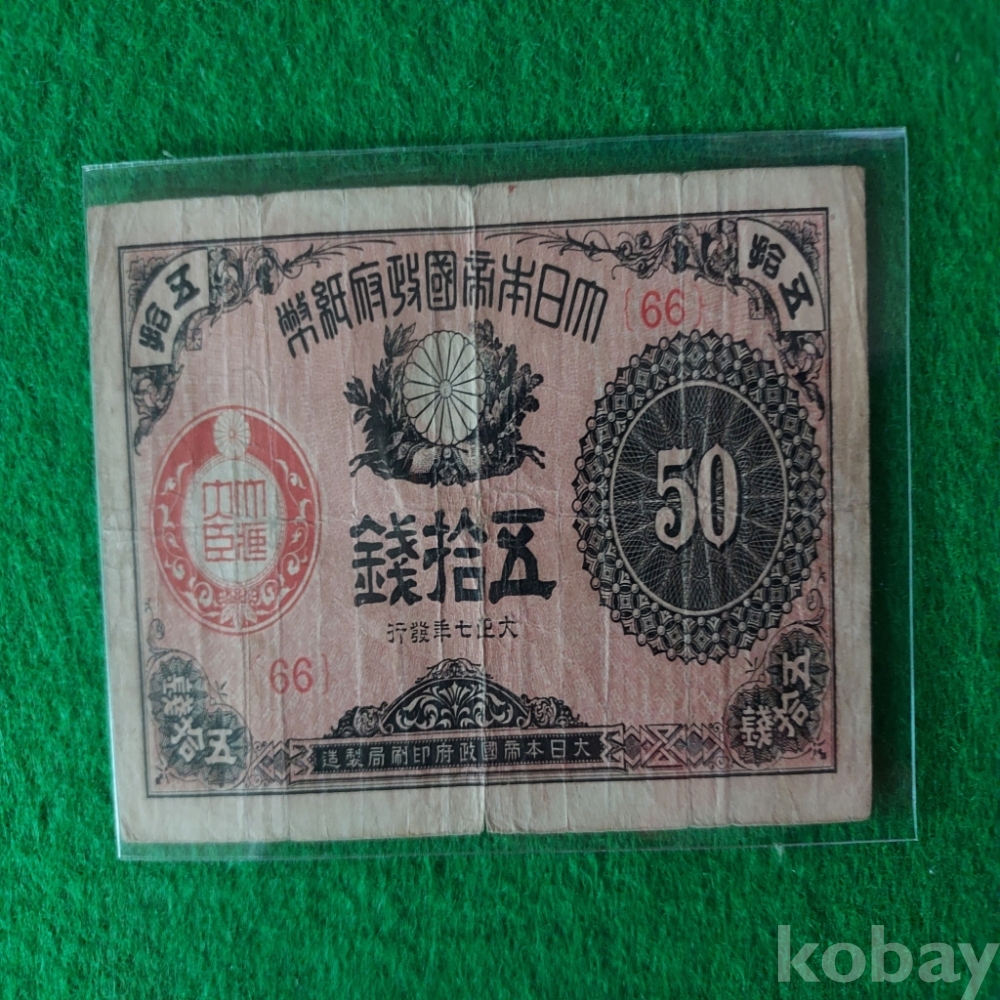 五拾
五拾
大日本帝國政府紙幣
{66}
大藏大臣
50
五拾錢
大正七年發行
66}
五拾錢
五拾錢
大日本帝國政府印刷局製造
kobay